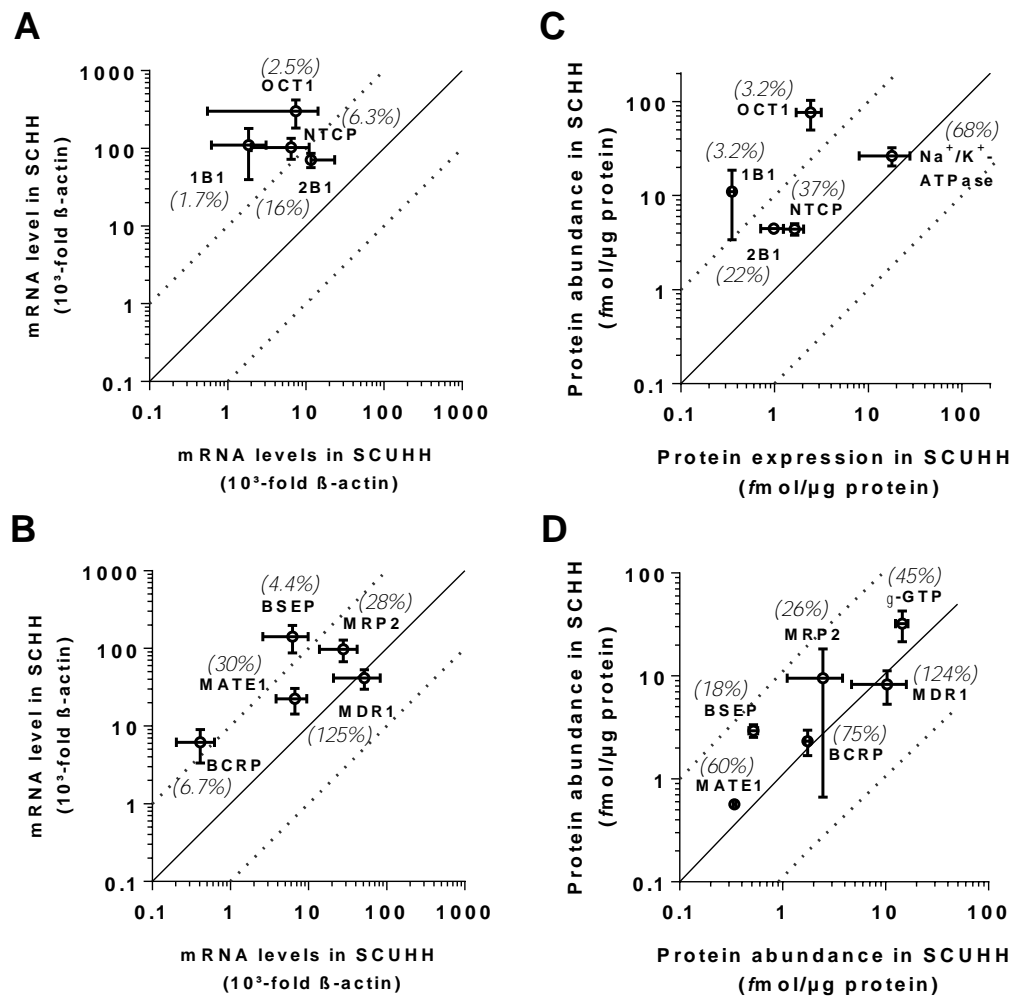 A
mRNA level in SCHH
(10³-fold ß-actin)
1000
100
10
1
0.1
0.1
1
10
100
1000
(2.5%)
OCT1
(6.3%)
NTCP
1B1
2B1
(1.7%)
(16%)
mRNA levels in SCUHH
(10³-fold ß-actin)
C
Protein abundance in SCHH
(fmol/µg protein)
100
10
1
0.1
0.1
1
10
100
(3.2%)
OCT1
(68%)
Na+/K+-
ATPase
(3.2%)
1B1
(37%)
NTCP
2B1
(22%)
Protein expression in SCUHH
(fmol/µg protein)
B
mRNA level in SCHH
(10³-fold ß-actin)
1000
100
10
1
0.1
0.1
1
10
100
1000
(4.4%)
BSEP
(28%)
MRP2
(30%)
MATE1
MDR1
(125%)
BCRP
(6.7%)
mRNA levels in SCUHH
(10³-fold ß-actin)
D
Protein abundance in SCHH
(fmol/µg protein)
100
10
1
0.1
0.1
1
10
100
(45%)
g-GTP
(26%)
MRP2
(124%)
MDR1
(18%)
BSEP
(75%)
BCRP
(60%)
MATE1
Protein abundance in SCUHH
(fmol/µg protein)